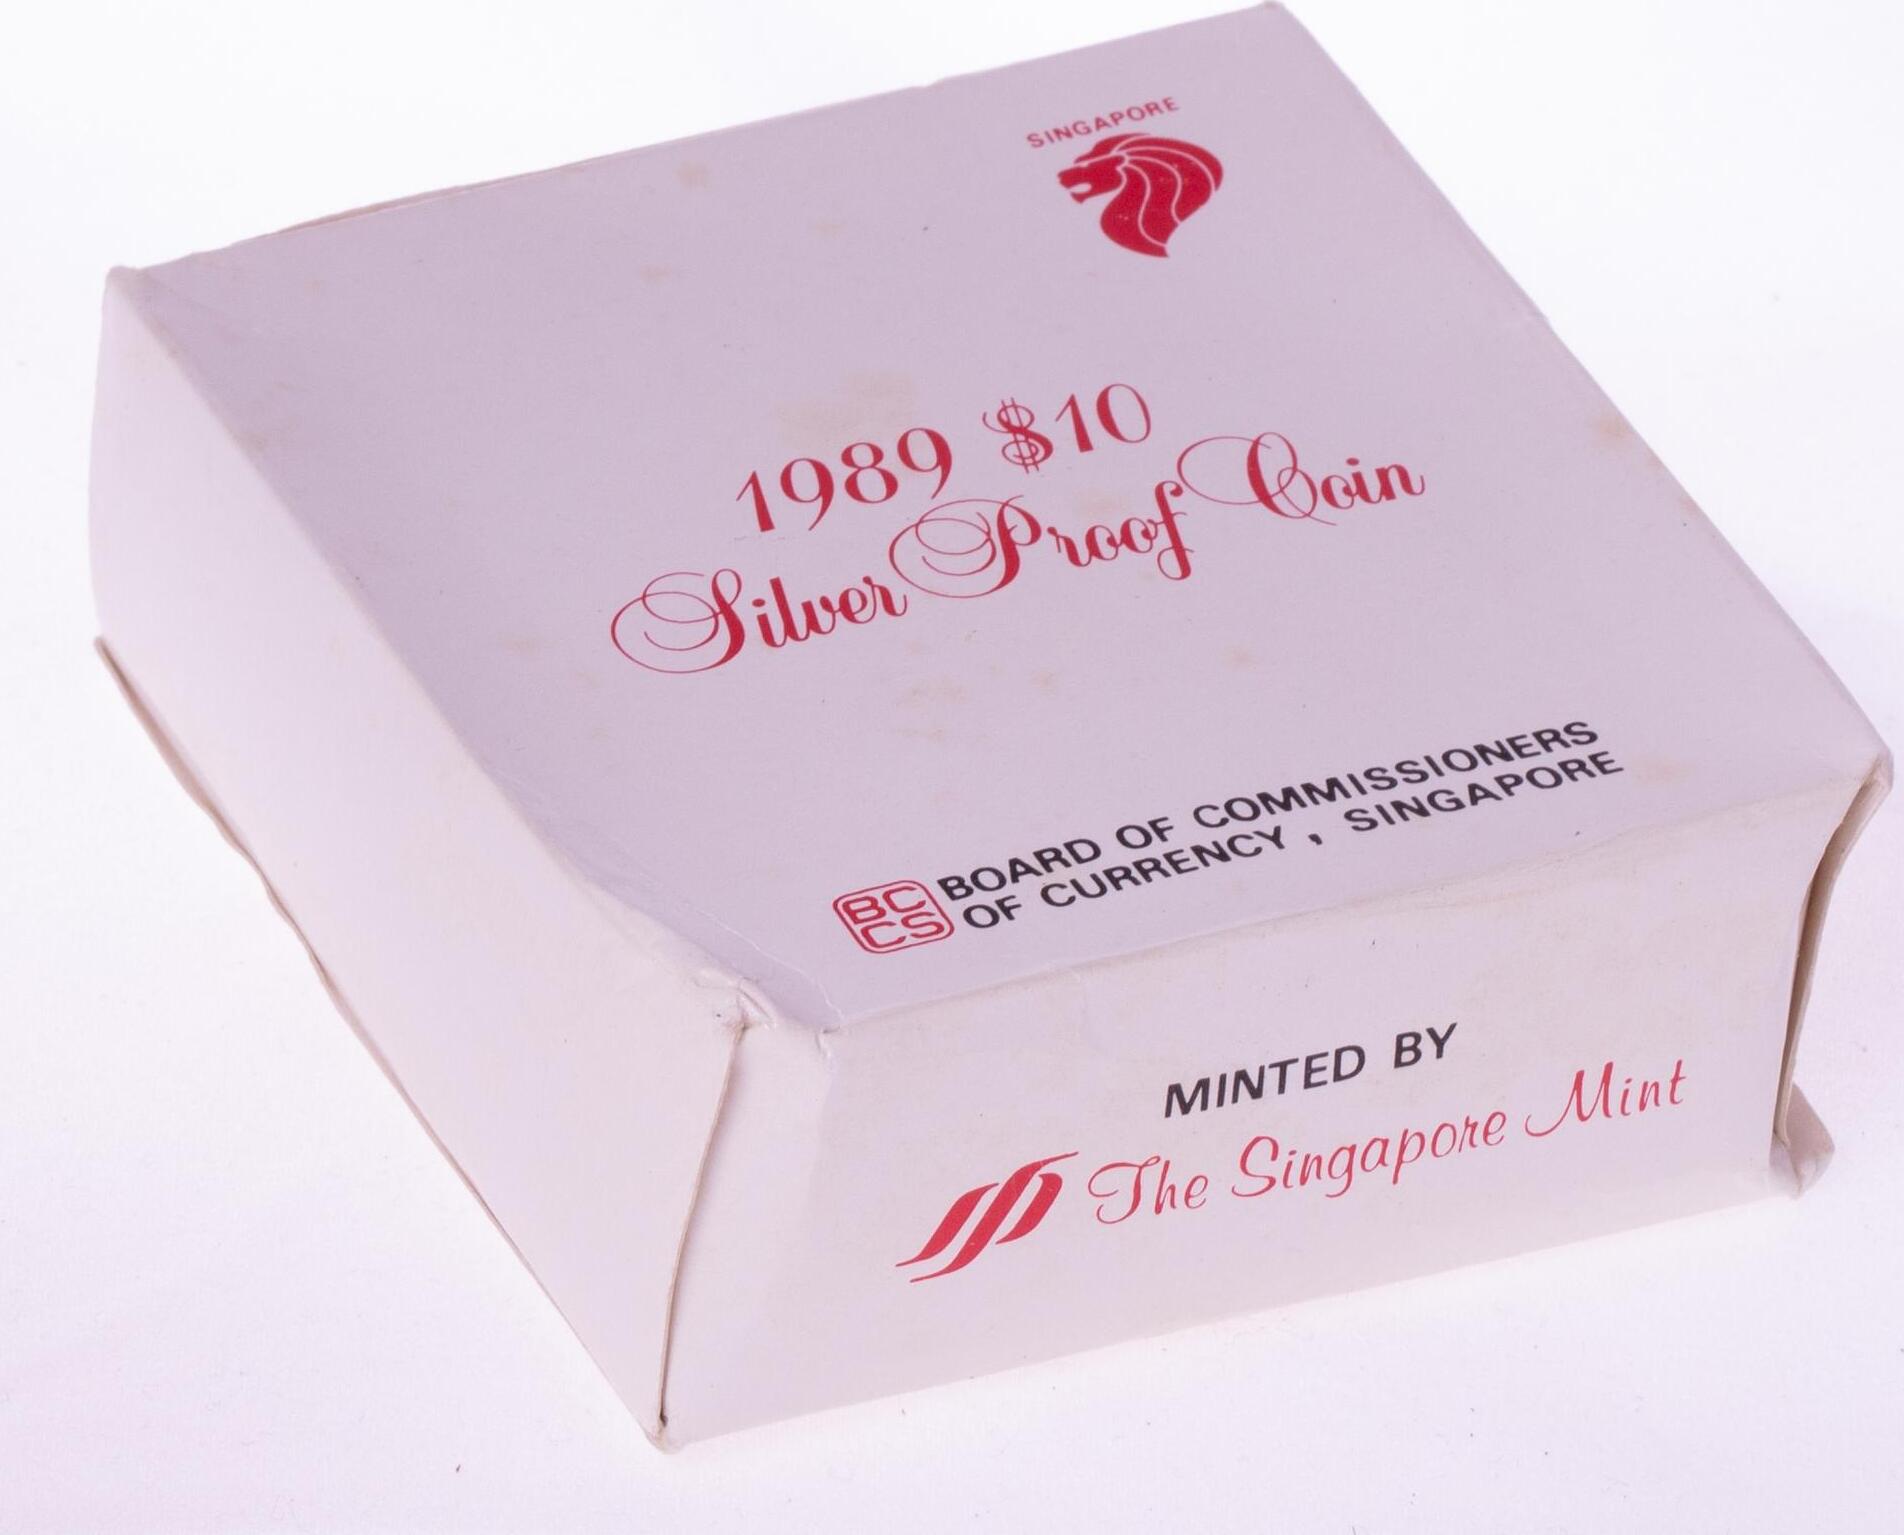 SINGAPORE
1989 $10
Silver Proof Coin
BC
CS
BOARD OF COMMISSIONERS
OF CURRENCY, SINGAPORE
MINTED BY
The Singapore Mint